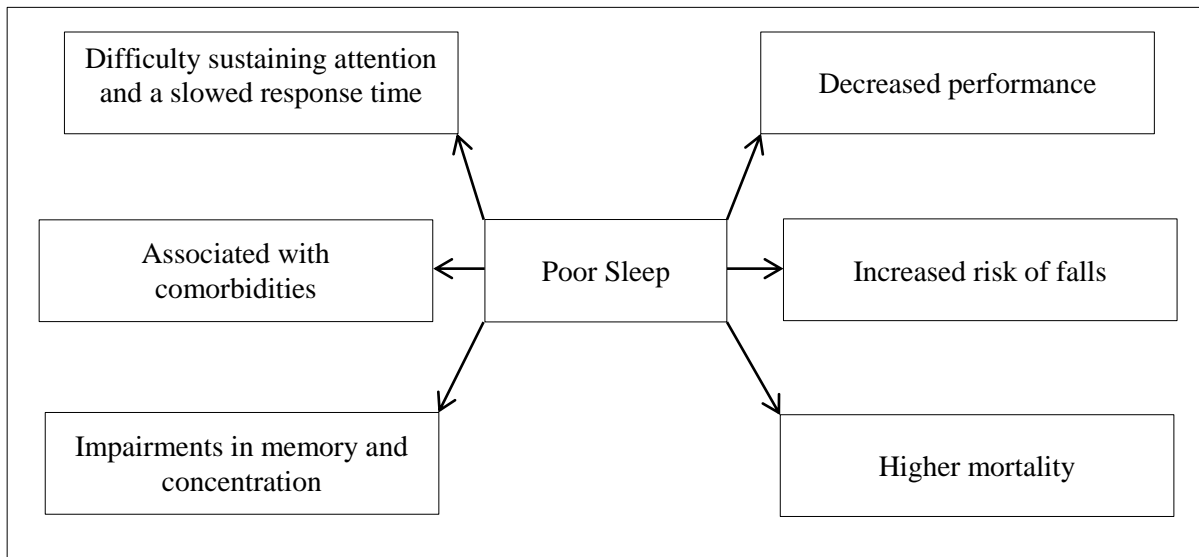 Difficulty sustaining attention
and a slowed response time
Decreased performance
Associated with
comorbidities
Poor Sleep
Increased risk of falls
Impairments in memory and
concentration
Higher mortality